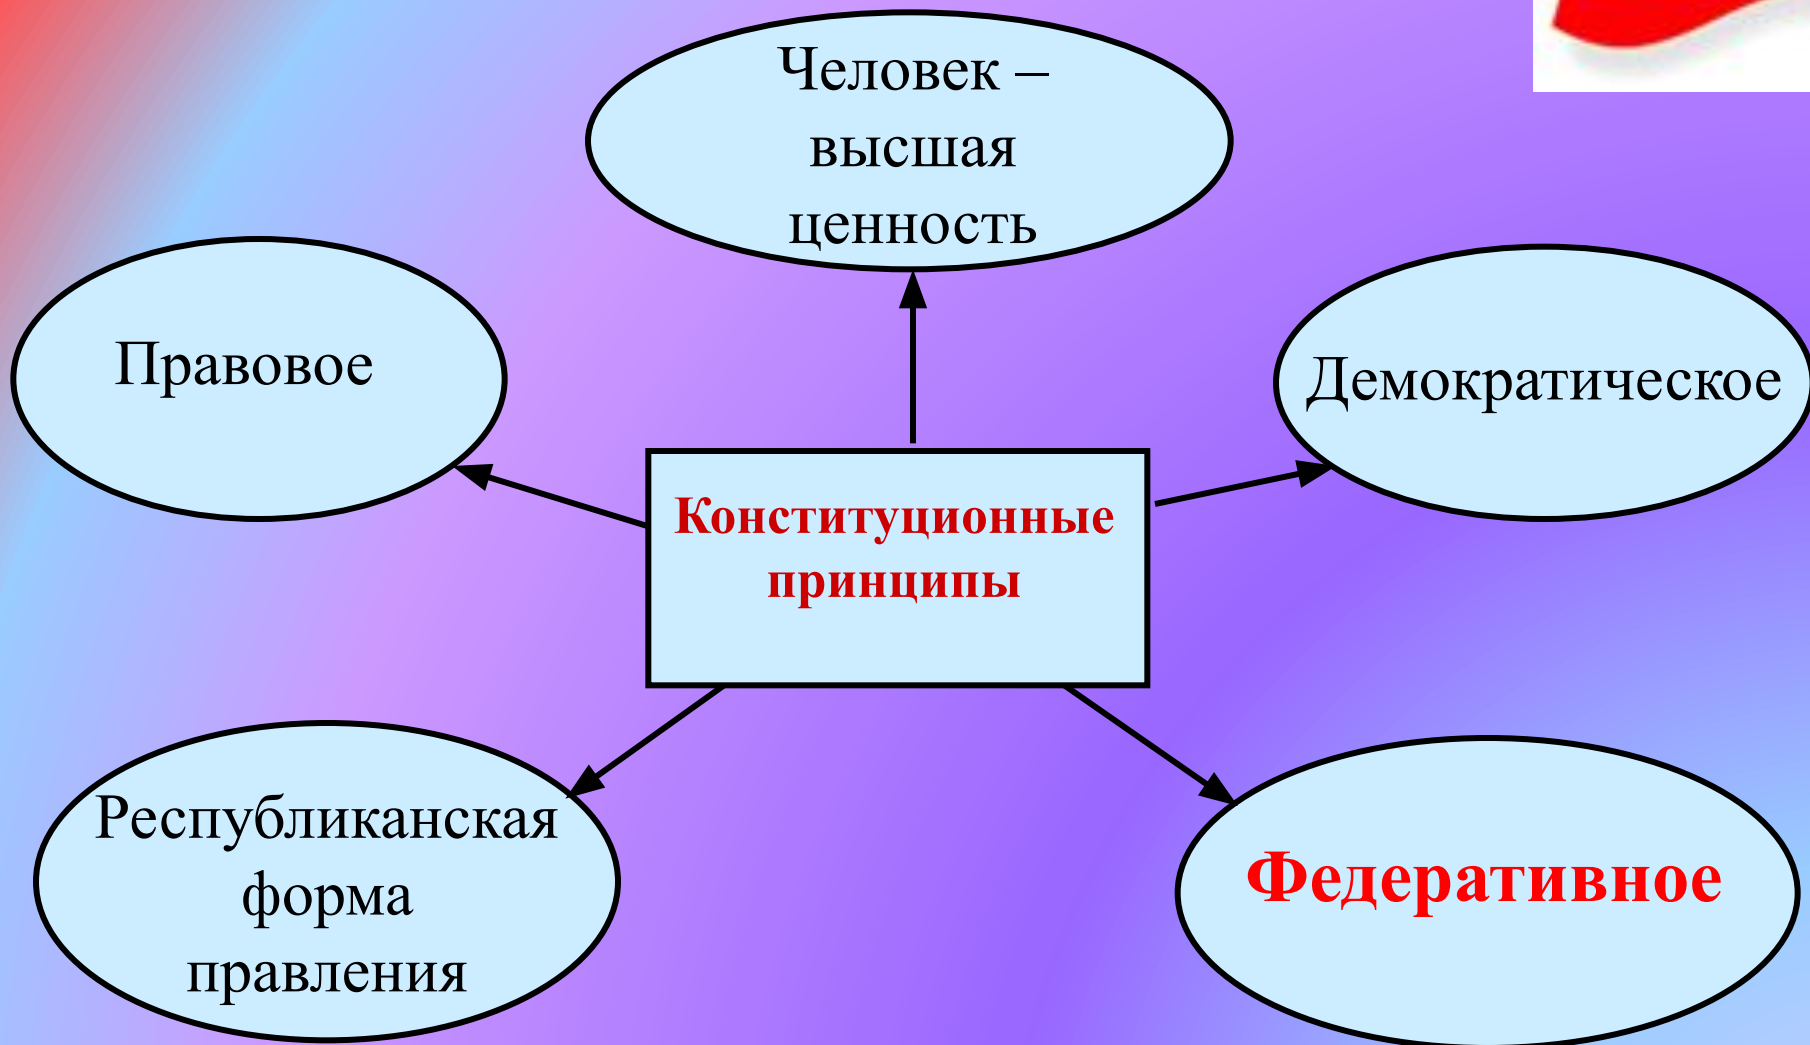 Человек –
высшая
ценность
Правовое
Демократическое
Конституционные
принципы
Республиканская
форма
правления
Федеративное